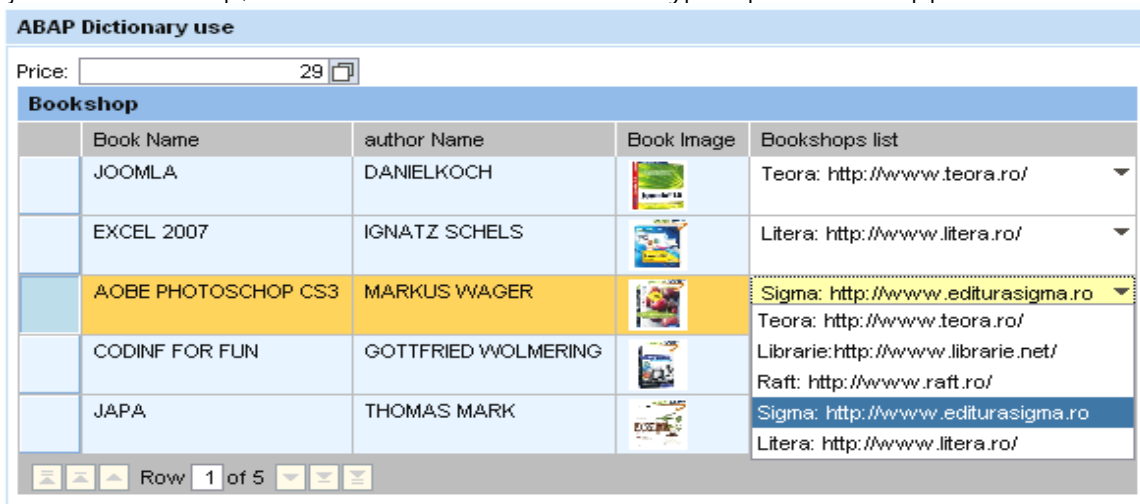 ABAP Dictionary use
Price: 29
Bookshop
Book Name author Name Book Image Bookshops list
JOOMLA DANIELKOCH Teora: http://www.teora.ro/
EXCEL 2007 IGNATZ SCHELS Litera: http://www.litera.ro/
AOBE PHOTOSCHOP CS3 MARKUS WAGER Sigma: http://www.editurasigma.ro
Teora: http://www.teora.ro/
CODINF FOR FUN GOTTFRIED WOLMERING Librarie:http://www.librarie.net/
Raft: http://www.raft.ro/
JAPA THOMAS MARK Sigma: http://www.editurasigma.ro
Litera: http://www.litera.ro/
Row 1 of 5